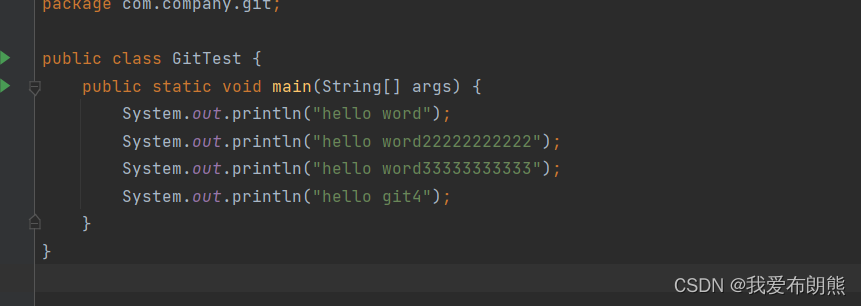 package com.company.git;
public class GitTest {
public static void main(String[] args) {
System.out.println("hello word");
System.out.println("hello word22222222222");
System.out.println("hello word33333333333");
System.out.println("hello git4");
}
}
CSDN @我爱布朗熊